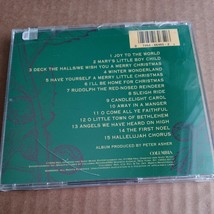 1 JOY TO THE WORLD
2 MARY'S LITTLE BOY CHILD
3 DECK THE HALLS/WE WISH YOU A MERRY CHRISTMAS
4 WINTER WONDERLAND
5 HAVE YOURSELF A MERRY LITTLE CHRISTMAS
6 I'LL BE HOME FOR CHRISTMAS
7 RUDOLPH THE RED-NOSED REINDEER
8 SLEIGH RIDE
9 CANDLELIGHT CAROL
10 AWAY IN A MANGER
11 O COME ALL YE FAITHFUL
12 O LITTLE TOWN OF BETHLEHEM
13 ANGELS WE HAVE HEARD ON HIGH
14 THE FIRST NOEL
15 HALLELUJAH CHORUS
ALBUM PRODUCED BY PETER ASHER